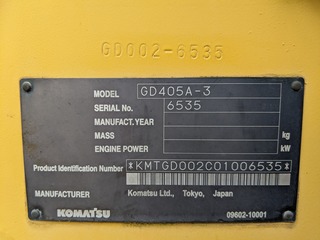 GD002-6535
MODEL GD405A-3
SERIAL No. 6535
MANUFACT. YEAR
MASS kg
ENGINE POWER kW
Product Identification Number *KMTGD002C01006535*
KOMATSU Komatsu Ltd., Tokyo, Japan
09602-10001